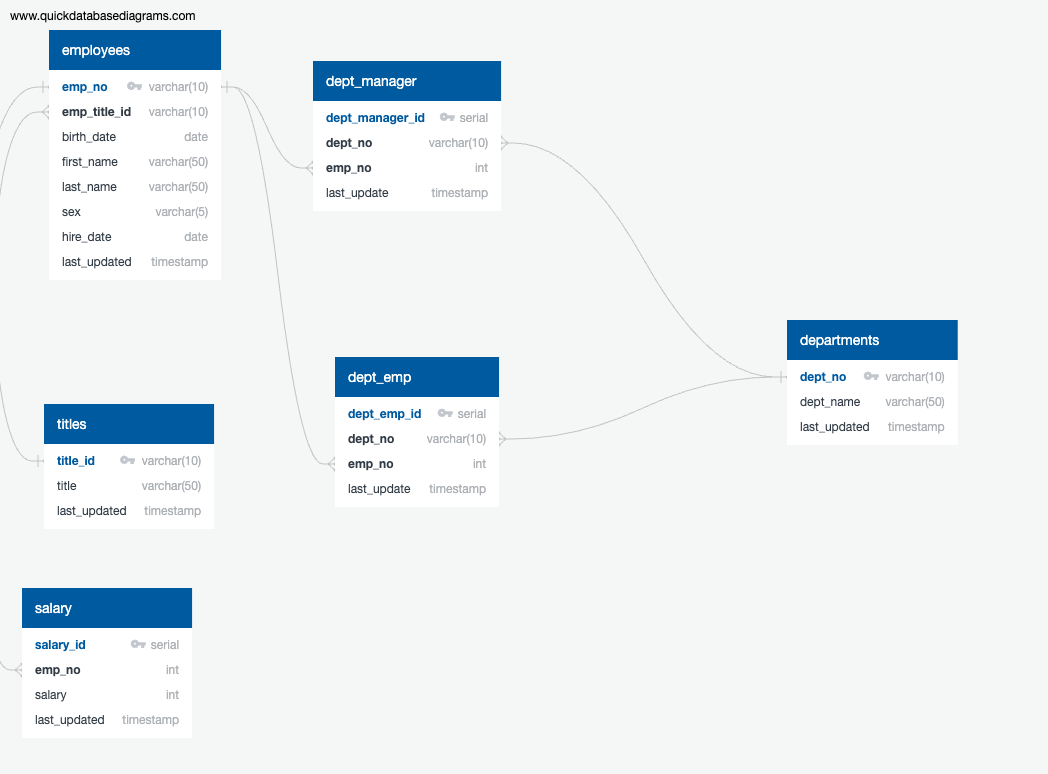 www.quickdatabasediagrams.com
employees
emp_no varchar(10)
emp_title_id varchar(10)
birth_date date
first_name varchar(50)
last_name varchar(50)
sex varchar(5)
hire_date date
last_updated timestamp
dept_manager
dept_manager_id serial
dept_no varchar(10)
emp_no int
last_update timestamp
departments
dept_no varchar(10)
dept_name varchar(50)
last_updated timestamp
dept_emp
dept_emp_id serial
dept_no varchar(10)
emp_no int
last_update timestamp
titles
title_id varchar(10)
title varchar(50)
last_updated timestamp
salary
salary_id serial
emp_no int
salary int
last_updated timestamp